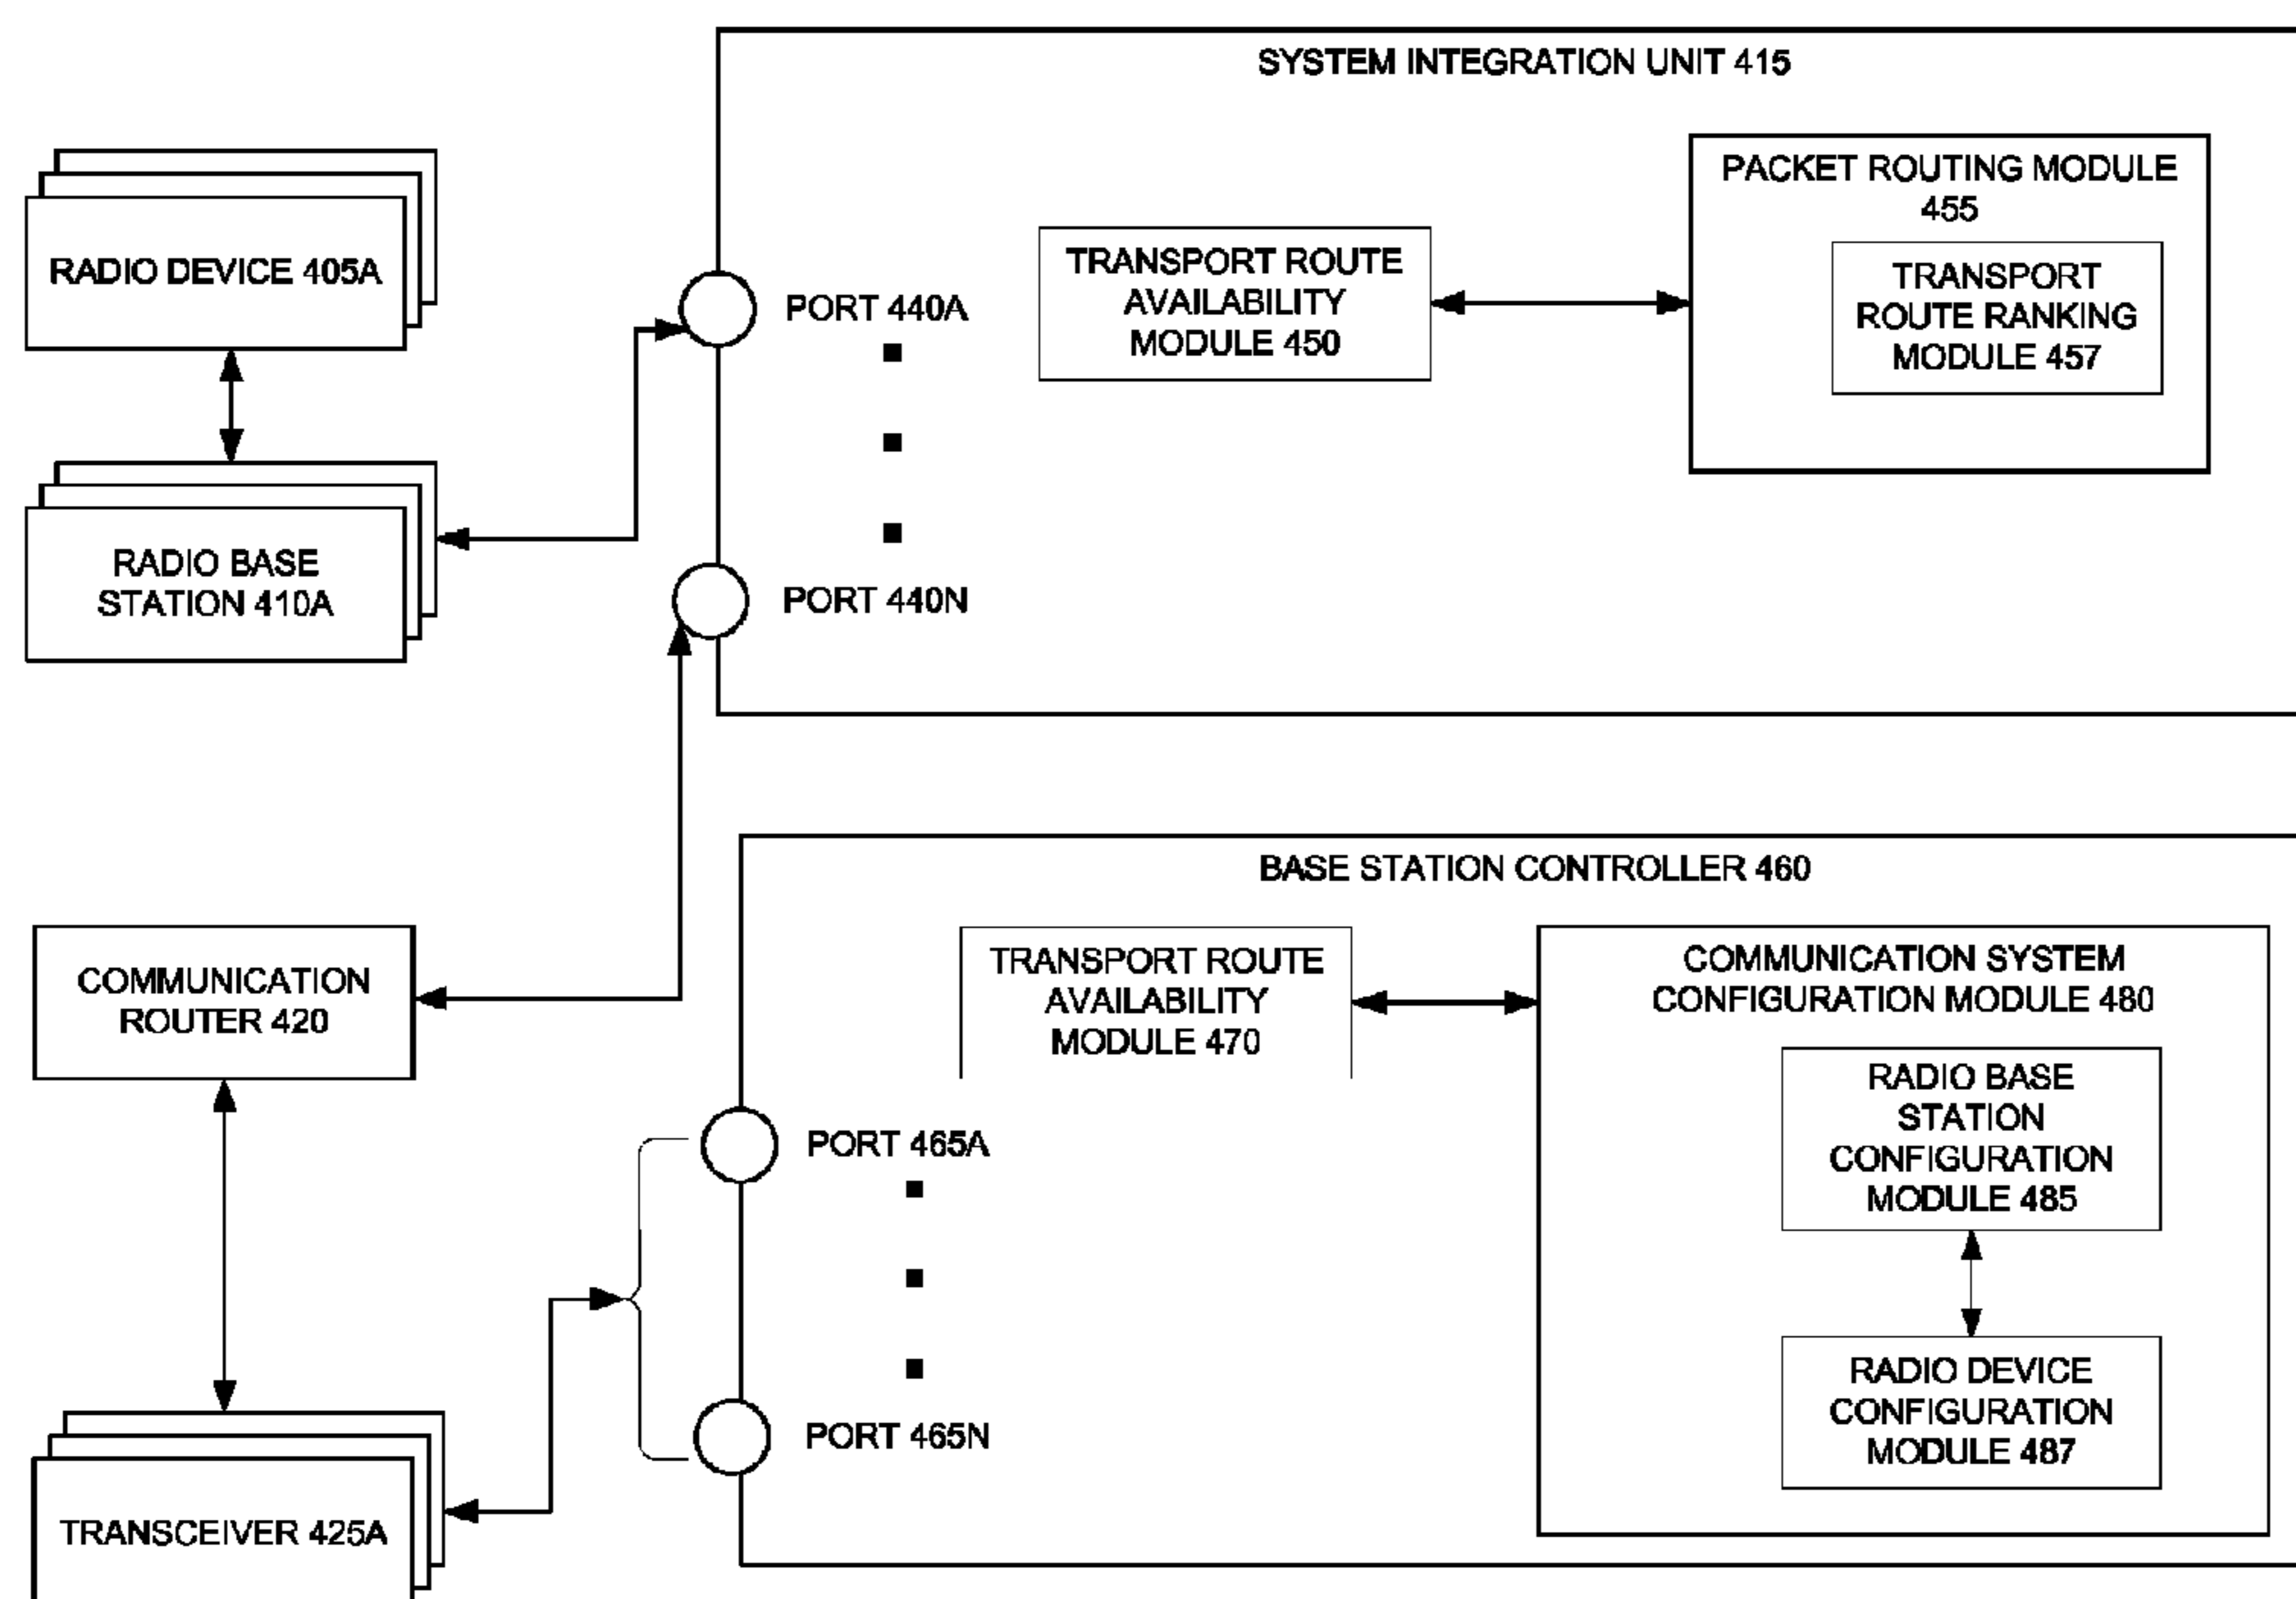 SYSTEM INTEGRATION UNIT 415
RADIO DEVICE 405A
RADIO BASE
STATION 410A
PORT 440A
PORT 440N
TRANSPORT ROUTE
AVAILABILITY
MODULE 450
PACKET ROUTING MODULE
455
TRANSPORT
ROUTE RANKING
MODULE 457
BASE STATION CONTROLLER 460
COMMUNICATION
ROUTER 420
TRANSCEIVER 425A
TRANSPORT ROUTE
AVAILABILITY
MODULE 470
PORT 465A
PORT 465N
COMMUNICATION SYSTEM
CONFIGURATION MODULE 480
RADIO BASE
STATION
CONFIGURATION
MODULE 485
RADIO DEVICE
CONFIGURATION
MODULE 487